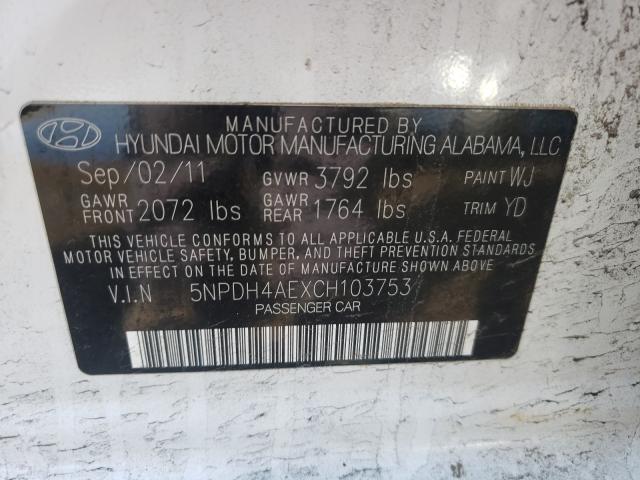 MANUFACTURED BY
HYUNDAI MOTOR MANUFACTURING ALABAMA, LLC
Sep/02/11 GVWR 3792 lbs PAINT WJ
GAWR FRONT 2072 lbs GAWR REAR 1764 lbs TRIM YD
THIS VEHICLE CONFORMS TO ALL APPLICABLE U.S.A. FEDERAL
MOTOR VEHICLE SAFETY, BUMPER, AND THEFT PREVENTION STANDARDS
IN EFFECT ON THE DATE OF MANUFACTURE SHOWN ABOVE.
V.I.N 5NPDH4AEXCH103753
PASSENGER CAR